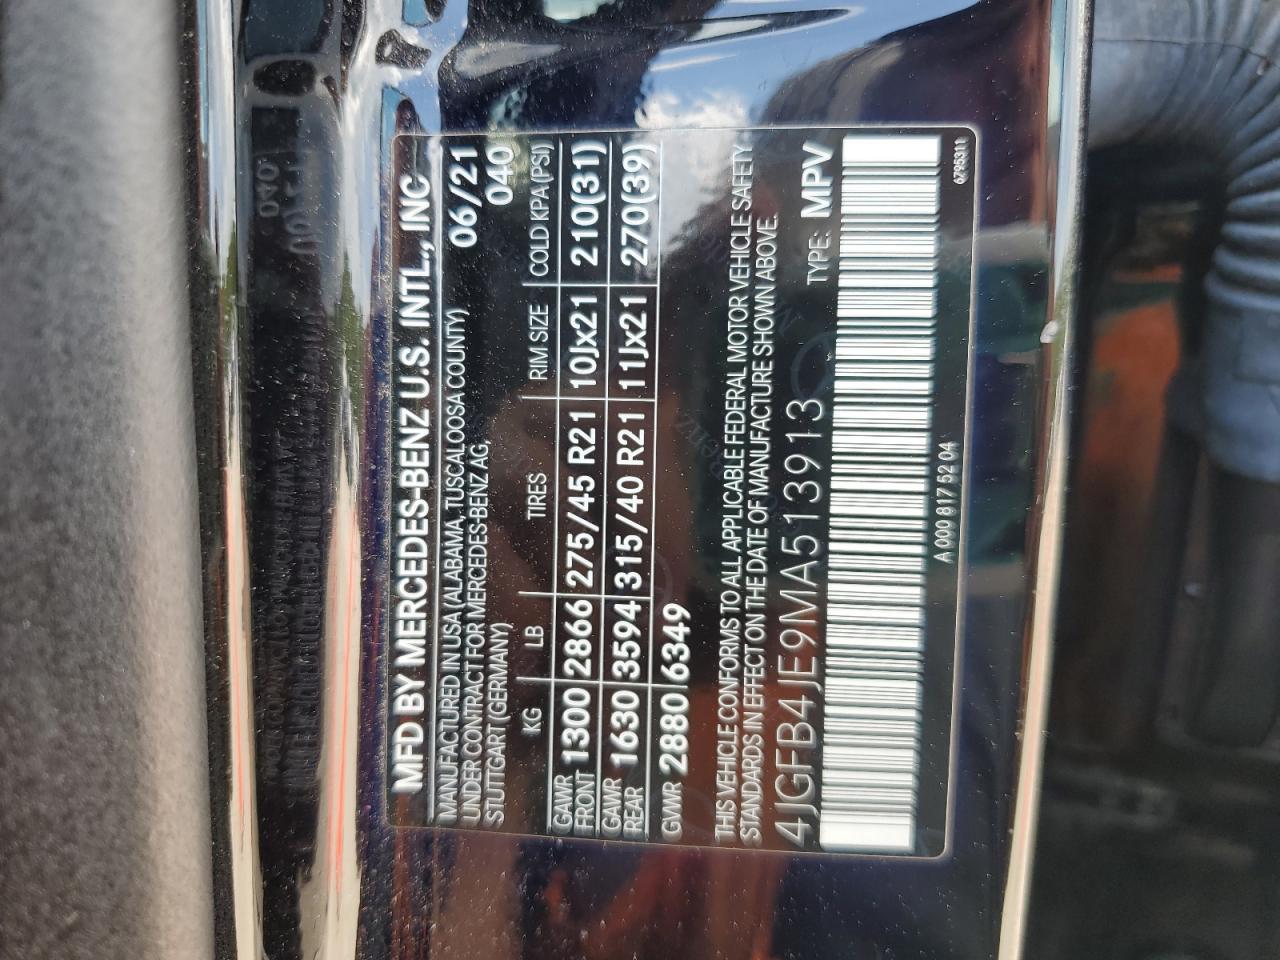 MFD BY MERCEDES-BENZ U.S. INTL., INC
MANUFACTURED IN USA (ALABAMA, TUSCALOOSA COUNTY) 06/21
UNDER CONTRACT FOR MERCEDES-BENZ AG,
STUTTGART (GERMANY) 040
KG LB TIRES RIM SIZE COLD KPA (PSI)
GAWR FRONT 1300 2866 275/45 R21 10Jx21 210(31)
GAWR REAR 1630 3594 315/40 R21 11Jx21 270(39)
GVWR 2880 6349
THIS VEHICLE CONFORMS TO ALL APPLICABLE FEDERAL MOTOR VEHICLE SAFETY
STANDARDS IN EFFECT ON THE DATE OF MANUFACTURE SHOWN ABOVE.
4JGFB4JE9MA513913 TYPE: MPV
A 000 817 52 04
6795311